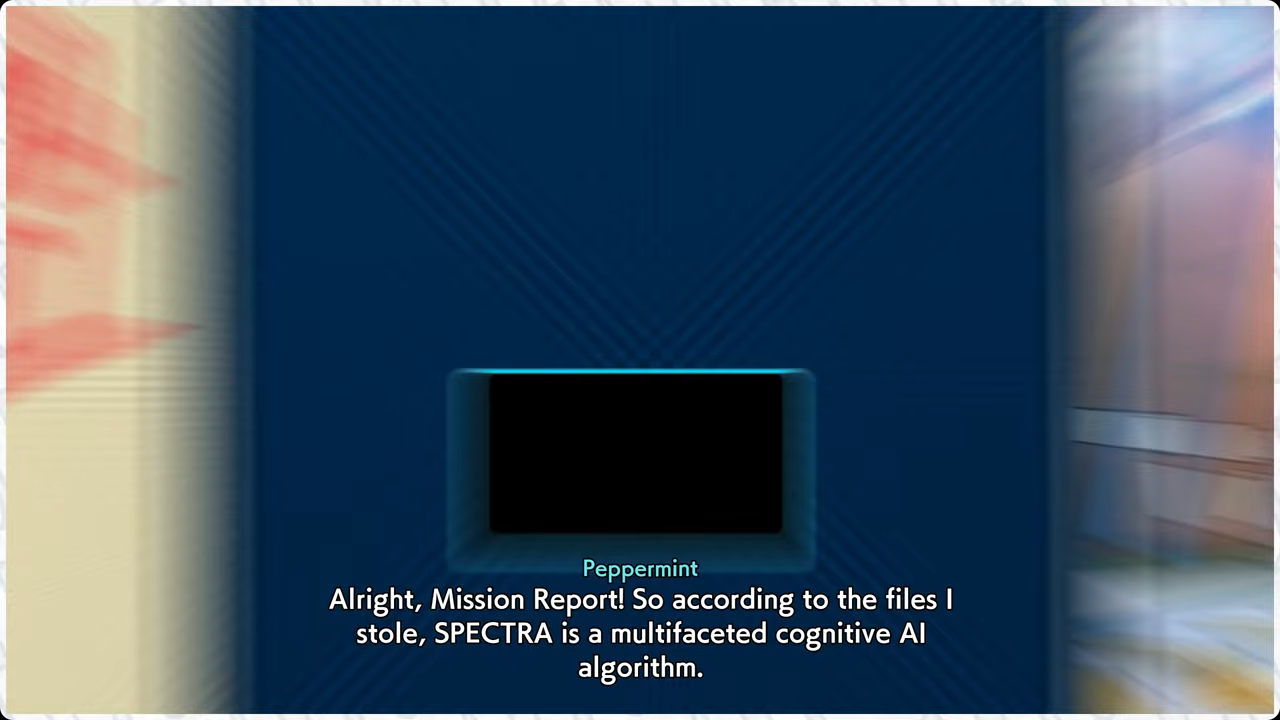 Peppermint
Alright, Mission Report! So according to the files I
stole, SPECTRA is a multifaceted cognitive AI
algorithm.